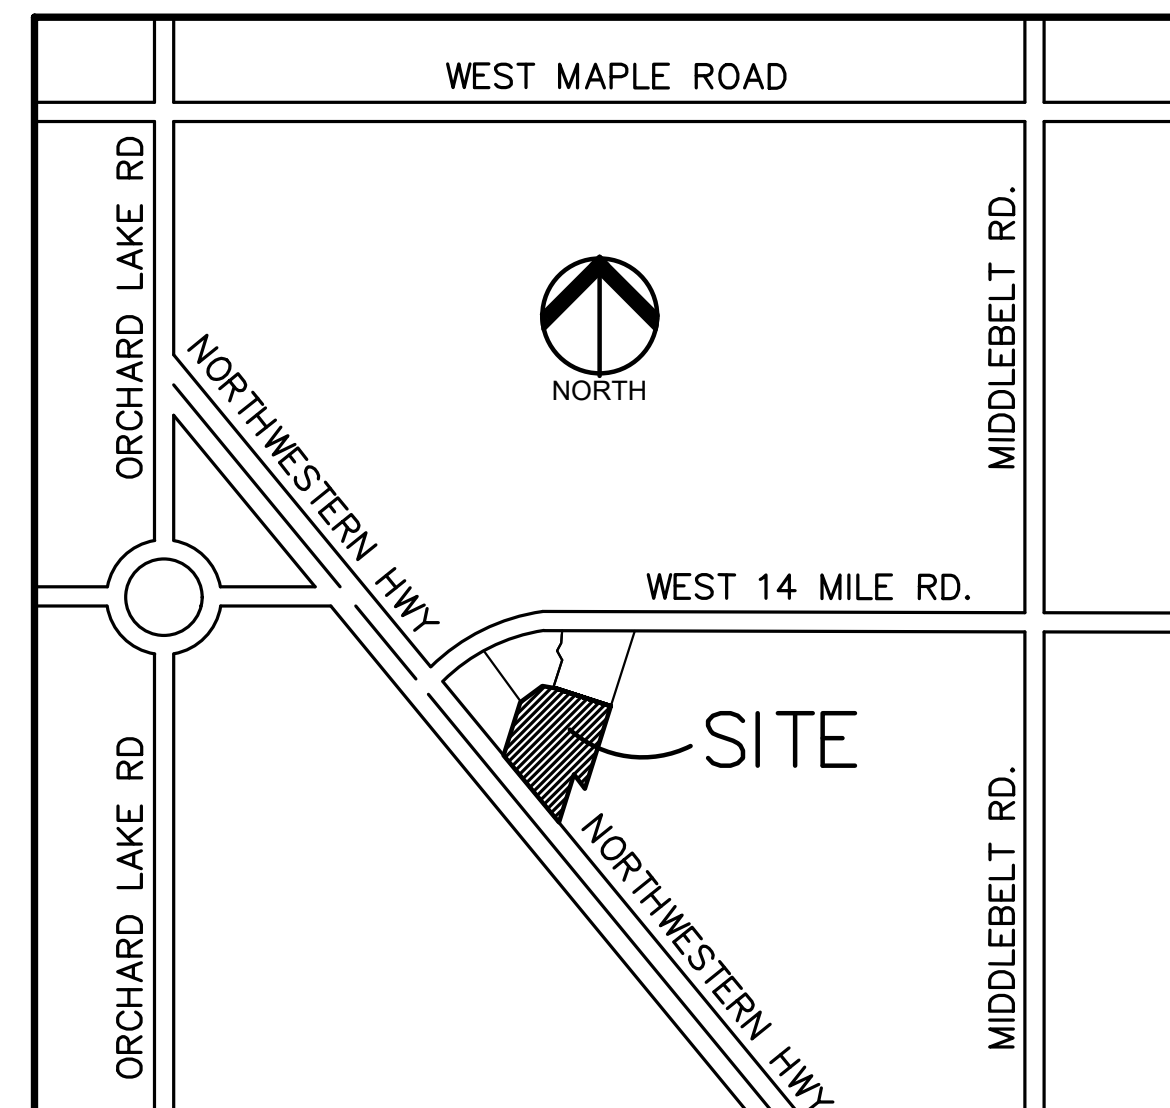 WEST MAPLE ROAD
ORCHARD LAKE RD
MIDDLEBELT RD.
NORTH
NORTHWESTERN HWY
WEST 14 MILE RD.
SITE
ORCHARD LAKE RD
MIDDLEBELT RD.
NORTHWESTERN HWY